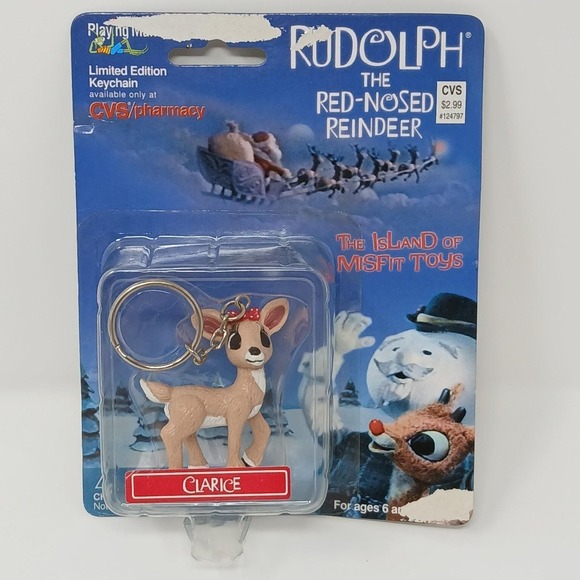 Playing
Limited Edition
Keychain
available only at
CVS/pharmacy
RUDOLPH®
THE
RED-NOSED
REINDEER
CVS
$2.99
#124797
THE ISLAND OF
MISFIT TOYS
CLARICE
For ages 6